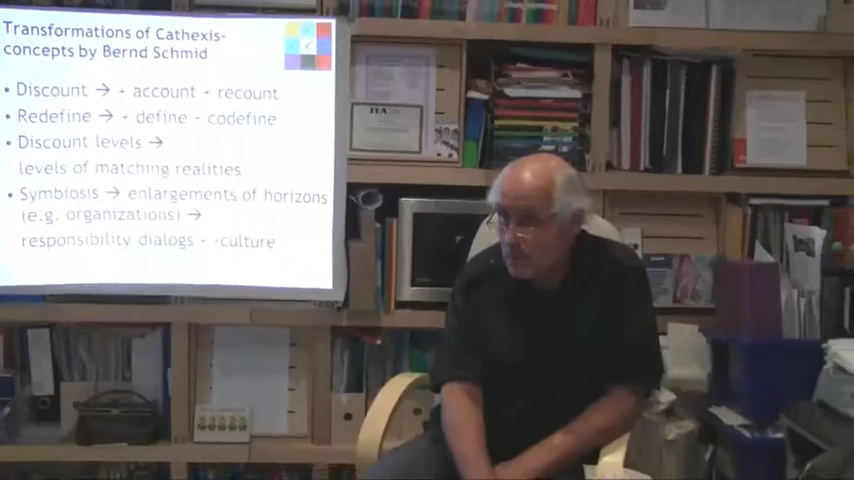 Transformations of Cathexis-
concepts by Bernd Schmid
• Discount → + account + recount
• Redefine → + define - codefine
• Discount levels →
levels of matching realities
• Symbiosis → enlargements of horizons
(e.g. organizations) →
responsibility dialogs - -culture
ITA